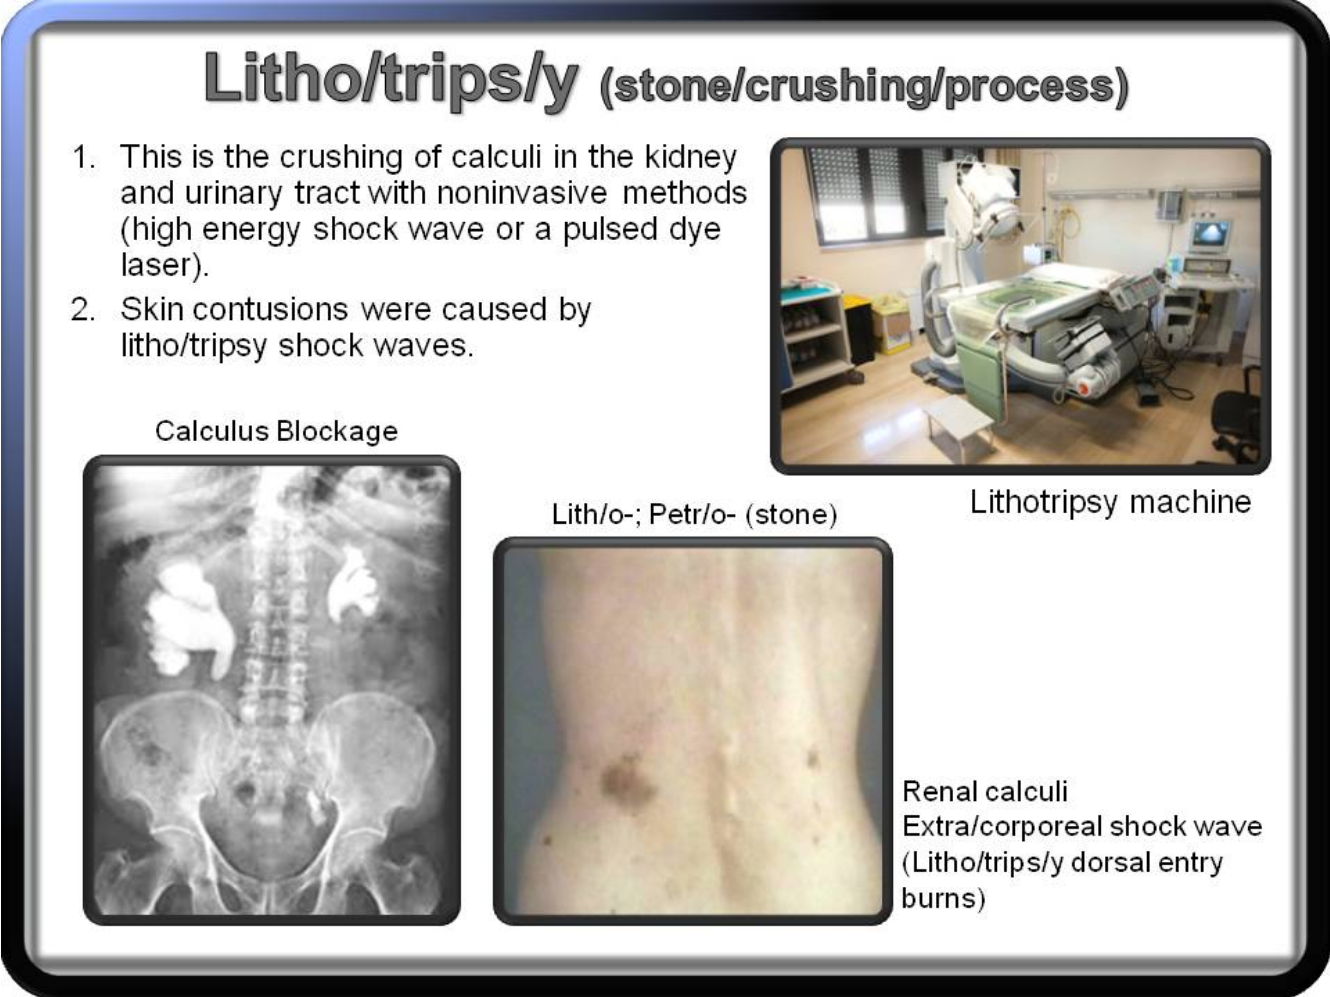 Litho/trips/y (stone/crushing/process)
1. This is the crushing of calculi in the kidney
and urinary tract with noninvasive methods
(high energy shock wave or a pulsed dye
laser).
2. Skin contusions were caused by
litho/tripsy shock waves.
Calculus Blockage
Lith/o-; Petr/o- (stone)
Lithotripsy machine
Renal calculi
Extra/corporeal shock wave
(Litho/trips/y dorsal entry
burns)